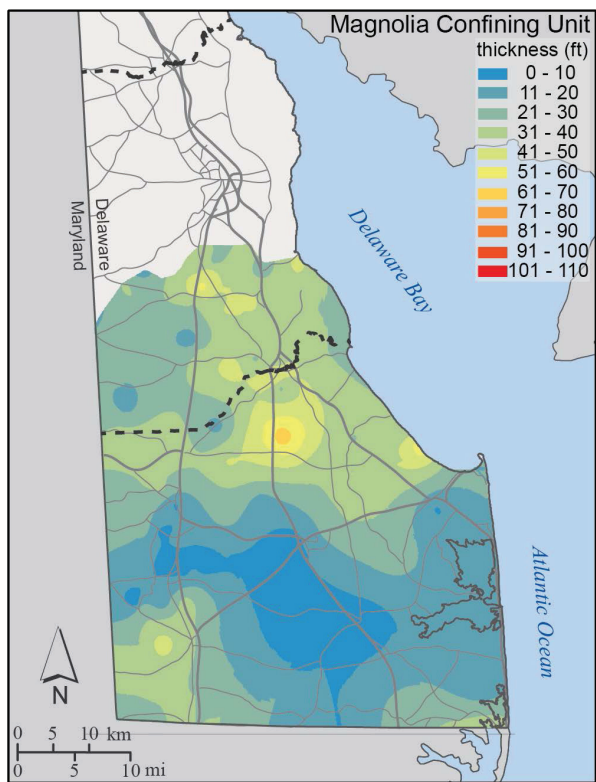 Magnolia Confining Unit
thickness (ft)
0 - 10
11 - 20
21 - 30
31 - 40
41 - 50
51 - 60
61 - 70
71 - 80
81 - 90
91 - 100
101 - 110
Maryland
Delaware
Delaware Bay
Atlantic Ocean
N
0 5 10 km
0 10 mi